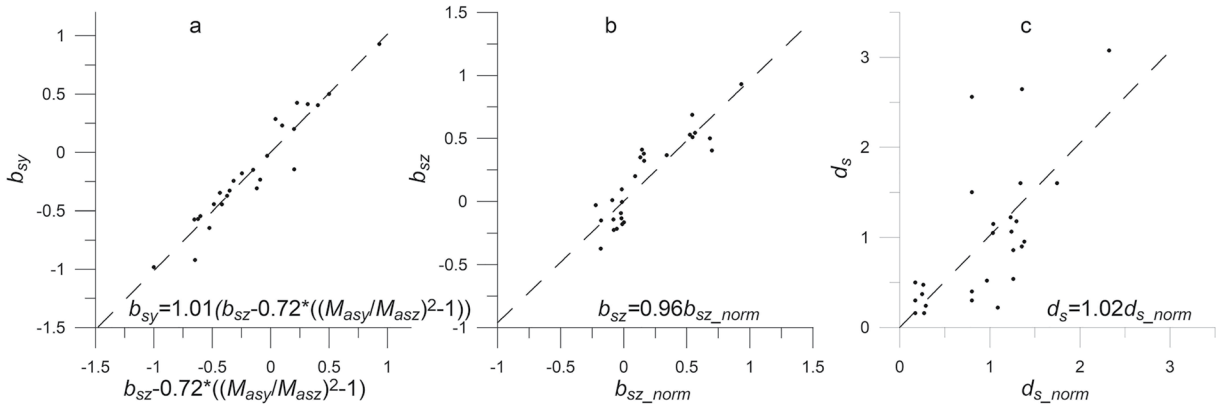 a
1
0.5
0
-0.5
-1
-1.5
b_sy
b_sy=1.01(b_sz-0.72*((M_asy/M_asz)²-1))
-1.5 -1 -0.5 0 0.5 1
b_sz-0.72*((M_asy/M_asz)²-1)
b
1.5
1
0.5
0
-0.5
-1
b_sz
b_sz=0.96b_sz_norm
-1 -0.5 0 0.5 1 1.5
b_sz_norm
c
3
2
1
0
d_s
d_s=1.02d_s_norm
0 1 2 3
d_s_norm